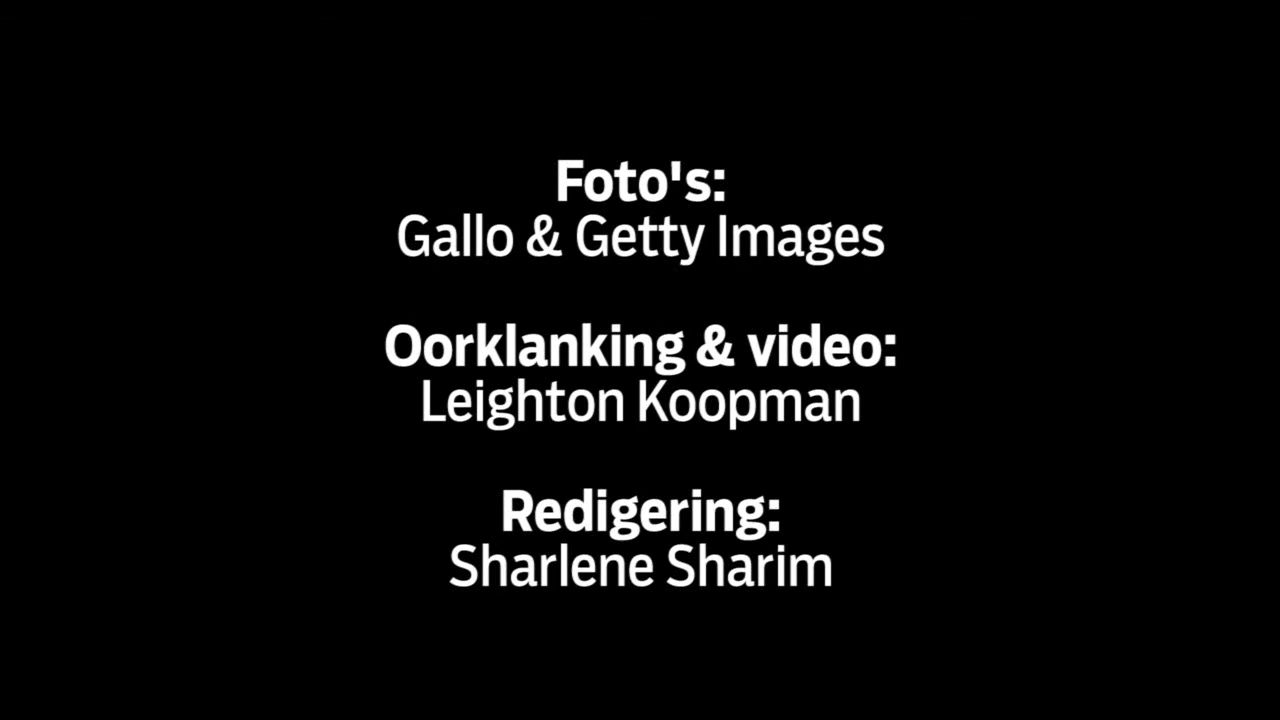 Foto's:
Gallo & Getty Images
Oorklanking & video:
Leighton Koopman
Redigering:
Sharlene Sharim